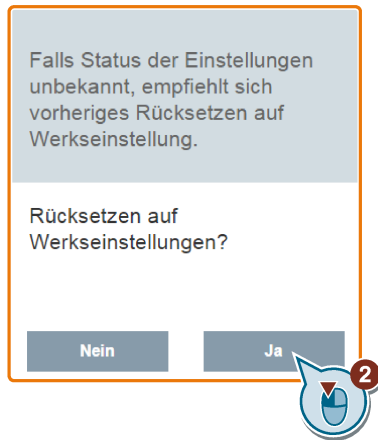 Falls Status der Einstellungen
unbekannt, empfiehlt sich
vorheriges Rücksetzen auf
Werkseinstellung.
Rücksetzen auf
Werkseinstellungen?
Nein
Ja
2